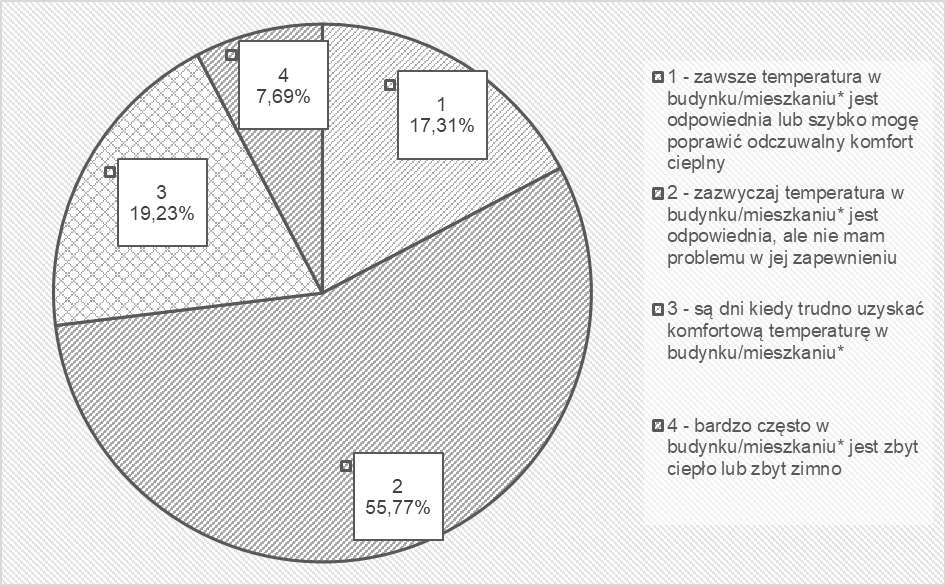 4
7,69%
1
17,31%
3
19,23%
2
55,77%
1 - zawsze temperatura w
budynku/mieszkaniu* jest
odpowiednia lub szybko mogę
poprawić odczuwalny komfort
cieplny
2 - zazwyczaj temperatura w
budynku/mieszkaniu* jest
odpowiednia, ale nie mam
problemu w jej zapewnieniu
3 - są dni kiedy trudno uzyskać
komfortową temperaturę w
budynku/mieszkaniu*
4 - bardzo często w
budynku/mieszkaniu* jest zbyt
ciepło lub zbyt zimno